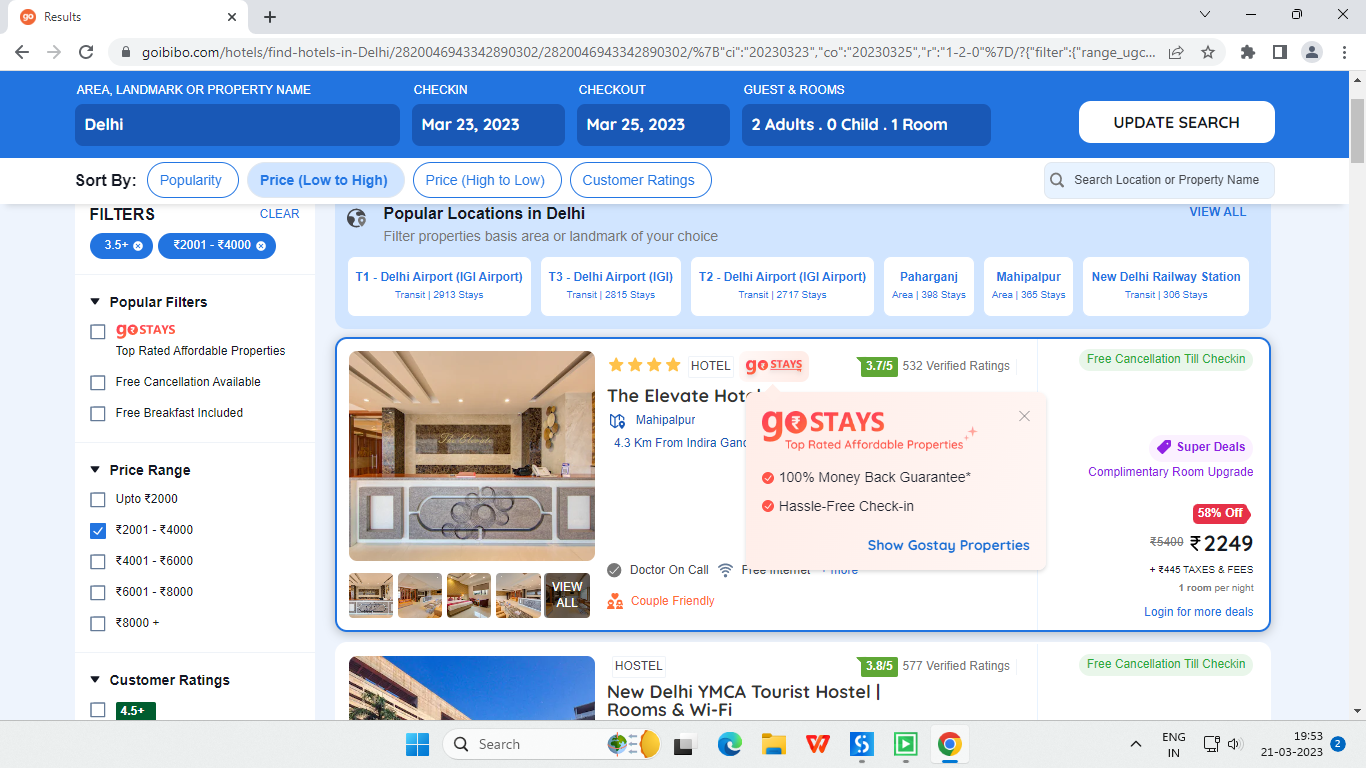 Results
goibibo.com/hotels/find-hotels-in-Delhi/2820046943342890302/2820046943342890302/%7B"ci":"20230323","co":"20230325","r":"1-2-0"%7D/?{"filter":{"range_ugc...
AREA, LANDMARK OR PROPERTY NAME
CHECKIN
CHECKOUT
GUEST & ROOMS
Delhi
Mar 23, 2023
Mar 25, 2023
2 Adults . 0 Child . 1 Room
UPDATE SEARCH
Sort By:
Popularity
Price (Low to High)
Price (High to Low)
Customer Ratings
Search Location or Property Name
FILTERS
CLEAR
3.5+
₹2001 - ₹4000
Popular Filters
goSTAYS
Top Rated Affordable Properties
Free Cancellation Available
Free Breakfast Included
Price Range
Upto ₹2000
₹2001 - ₹4000
₹4001 - ₹6000
₹6001 - ₹8000
₹8000 +
Customer Ratings
4.5+
Popular Locations in Delhi
VIEW ALL
Filter properties basis area or landmark of your choice
T1 - Delhi Airport (IGI Airport)
Transit | 2913 Stays
T3 - Delhi Airport (IGI)
Transit | 2815 Stays
T2 - Delhi Airport (IGI Airport)
Transit | 2717 Stays
Paharganj
Area | 398 Stays
Mahipalpur
Area | 365 Stays
New Delhi Railway Station
Transit | 306 Stays
The Elevate
VIEW
ALL
HOTEL
goSTAYS
3.7/5
532 Verified Ratings
The Elevate Hote
Mahipalpur
4.3 Km From Indira Gand
goSTAYS
Top Rated Affordable Properties
100% Money Back Guarantee*
Hassle-Free Check-in
Show Gostay Properties
Doctor On Call
Free Internet
+ more
Couple Friendly
Free Cancellation Till Checkin
Super Deals
Complimentary Room Upgrade
58% Off
₹5400 ₹2249
+ ₹445 TAXES & FEES
1 room per night
Login for more deals
HOSTEL
3.8/5
577 Verified Ratings
New Delhi YMCA Tourist Hostel |
Rooms & Wi-Fi
Free Cancellation Till Checkin
Search
ENG
IN
19:53
21-03-2023
2